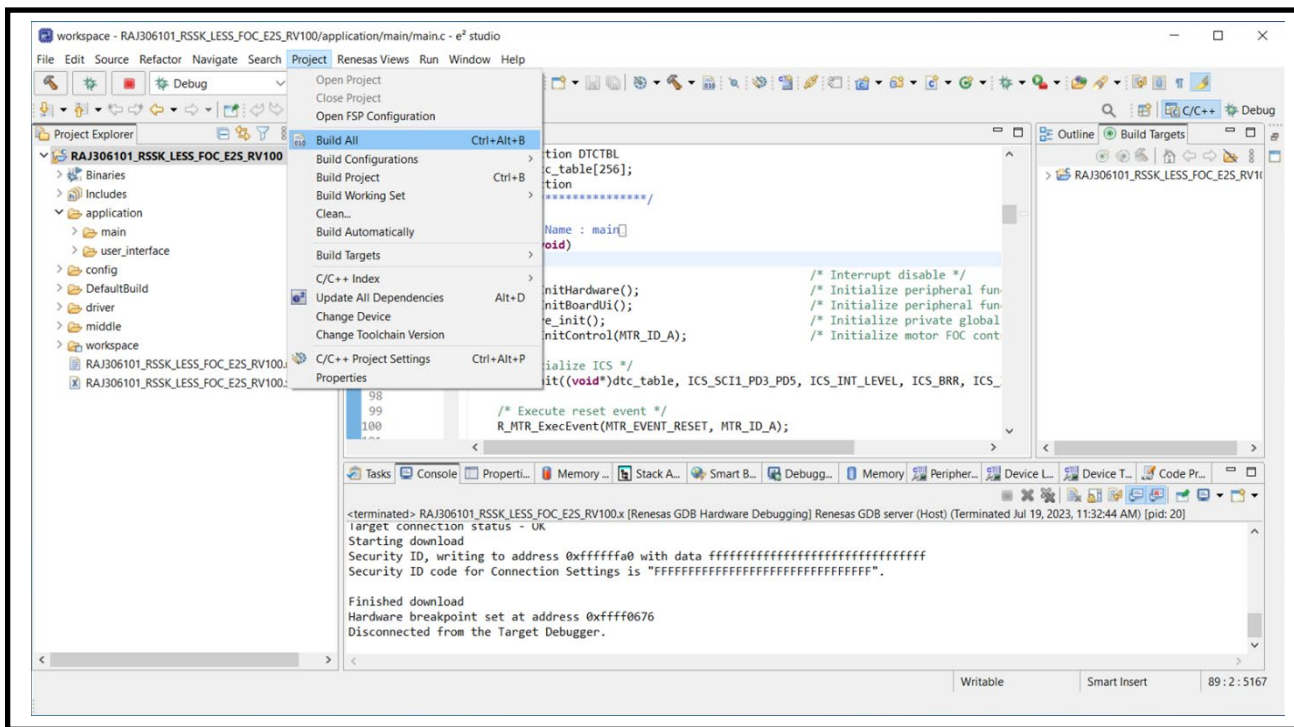 workspace - RAJ306101_RSSK_LESS_FOC_E2S_RV100/application/main/main.c - e² studio
File Edit Source Refactor Navigate Search Project Renesas Views Run Window Help
Debug
C/C++ Debug
Open Project
Close Project
Open FSP Configuration
Build All Ctrl+Alt+B
Build Configurations
Build Project Ctrl+B
Build Working Set
Clean...
Build Automatically
Build Targets
C/C++ Index
Update All Dependencies Alt+D
Change Device
Change Toolchain Version
C/C++ Project Settings Ctrl+Alt+P
Properties
Project Explorer
RAJ306101_RSSK_LESS_FOC_E2S_RV100
Binaries
Includes
application
main
user_interface
config
DefaultBuild
driver
middle
workspace
RAJ306101_RSSK_LESS_FOC_E2S_RV100.
RAJ306101_RSSK_LESS_FOC_E2S_RV100.
tion DTCTBL
c_table[256];
tion
****************/
Name : main
oid)
/* Interrupt disable */
nitHardware(); /* Initialize peripheral fun
nitBoardUi(); /* Initialize peripheral fun
e_init(); /* Initialize private global
nitControl(MTR_ID_A); /* Initialize motor FOC cont
ialize ICS */
it((void*)dtc_table, ICS_SCI1_PD3_PD5, ICS_INT_LEVEL, ICS_BRR, ICS_
98
99 /* Execute reset event */
100 R_MTR_ExecEvent(MTR_EVENT_RESET, MTR_ID_A);
Outline Build Targets
RAJ306101_RSSK_LESS_FOC_E2S_RV1(
Tasks Console Properti... Memory ... Stack A... Smart B... Debugg... Memory Peripher... Device L... Device T... Code Pr...
<terminated> RAJ306101_RSSK_LESS_FOC_E2S_RV100.x [Renesas GDB Hardware Debugging] Renesas GDB server (Host) (Terminated Jul 19, 2023, 11:32:44 AM) [pid: 20]
Target connection status - OK
Starting download
Security ID, writing to address 0xffffffa0 with data ffffffffffffffffffffffffffffffff
Security ID code for Connection Settings is "FFFFFFFFFFFFFFFFFFFFFFFFFFFFFFFF".
Finished download
Hardware breakpoint set at address 0xffff0676
Disconnected from the Target Debugger.
Writable Smart Insert 89 : 2 : 5167